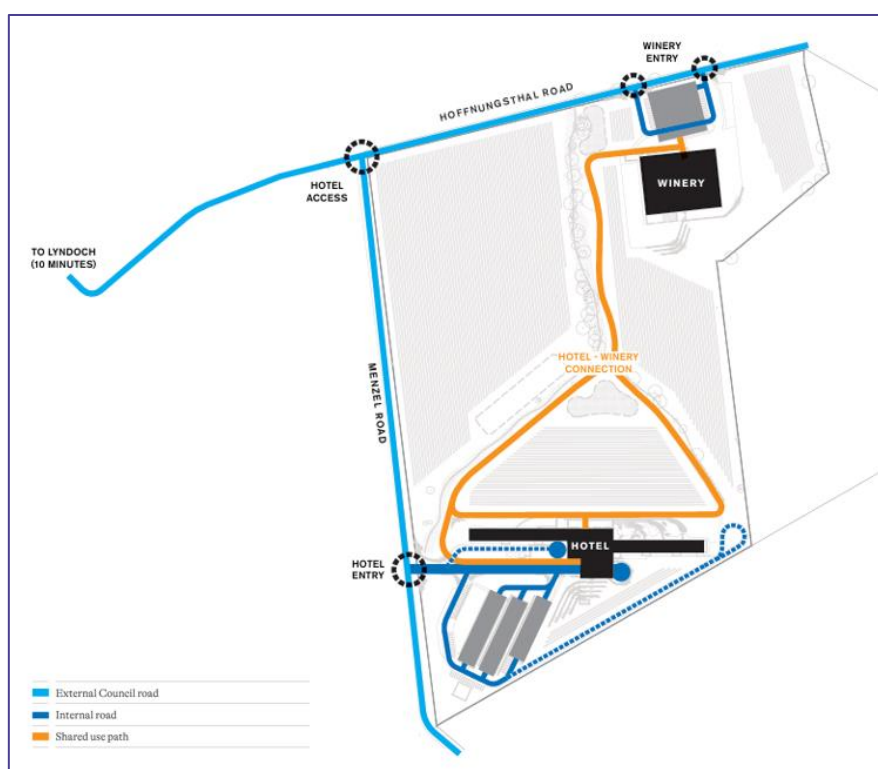 WINERY
ENTRY
HOFFNUNGSTHAL ROAD
HOTEL
ACCESS
WINERY
TO LYNDOCH
(10 MINUTES)
HOTEL - WINERY
CONNECTION
MENZEL ROAD
HOTEL
HOTEL
ENTRY
External Council road
Internal road
Shared use path